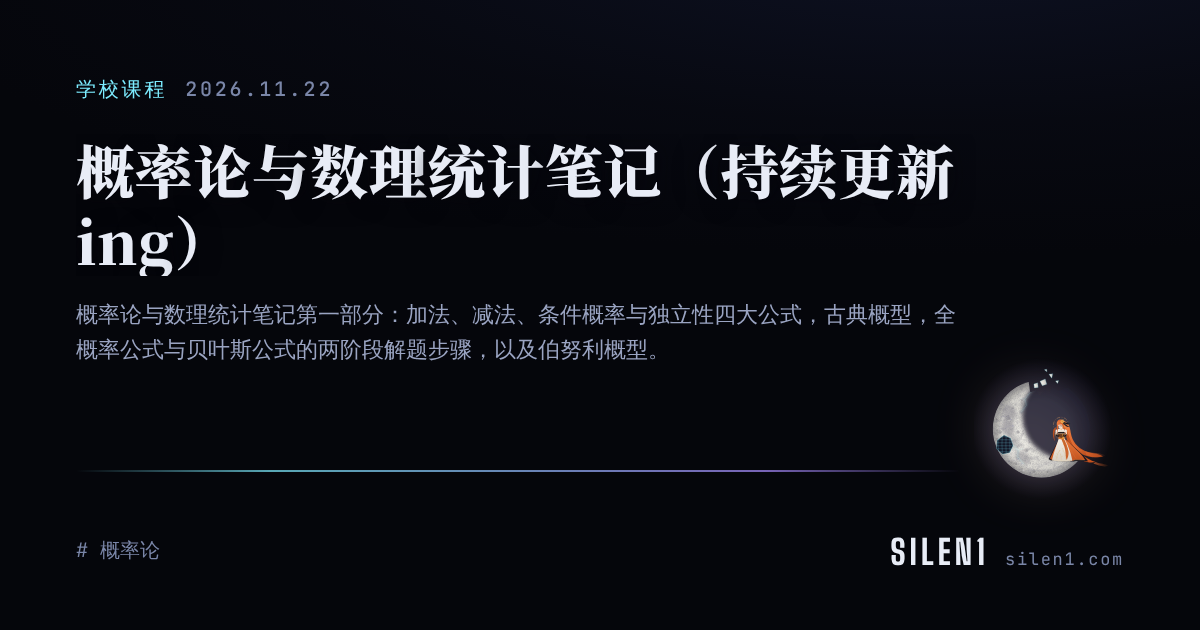 学校课程 2026.11.22
概率论与数理统计笔记（持续更新
ing）
概率论与数理统计笔记第一部分：加法、减法、条件概率与独立性四大公式，古典概型，全
概率公式与贝叶斯公式的两阶段解题步骤，以及伯努利概型。
# 概率论
SILEN1 silen1.com